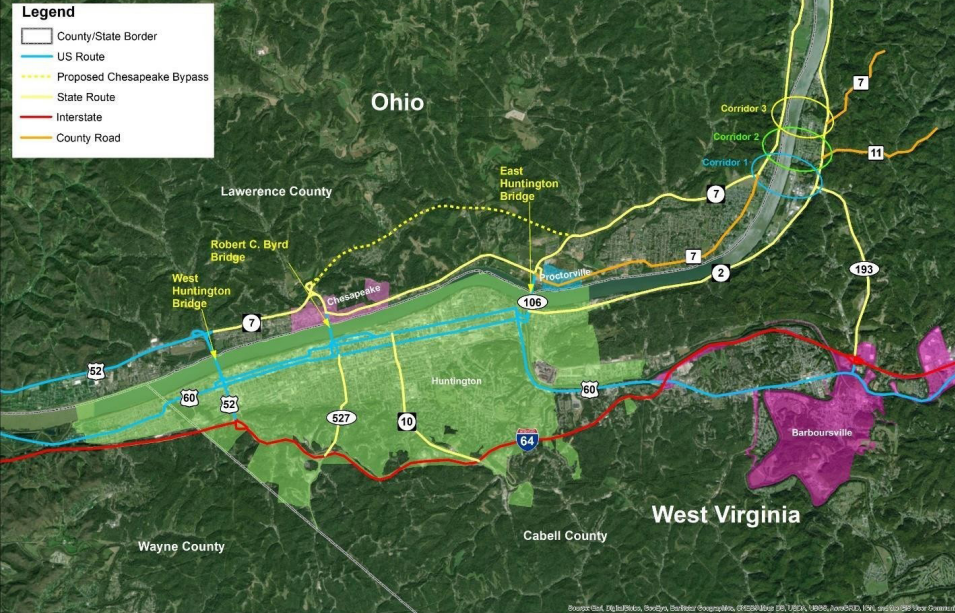 Legend
County/State Border
US Route
Proposed Chesapeake Bypass
State Route
Interstate
County Road
Ohio
7
Corridor 3
Corridor 2
11
Corridor 1
East
Huntington
Bridge
Lawerence County
7
Robert C. Byrd
Bridge
7
2
193
West
Huntington
Bridge
Proctorville
Chesapeake
106
7
52
Huntington
60
60
52
527
10
64
Barboursville
West Virginia
Cabell County
Wayne County